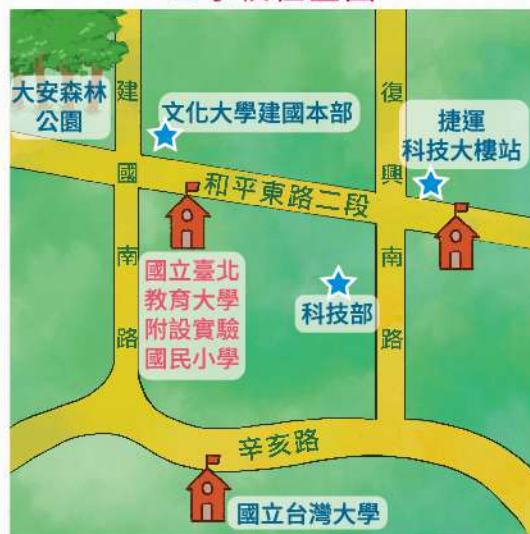 大安森林
公園
建國南路
文化大學建國本部
復興南路
捷運
科技大樓站
和平東路二段
國立臺北
教育大學
附設實驗
國民小學
科技部
辛亥路
國立台灣大學